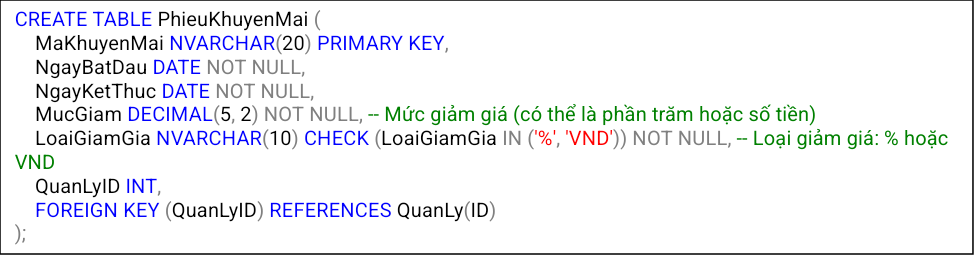 CREATE TABLE PhieuKhuyenMai (
    MaKhuyenMai NVARCHAR(20) PRIMARY KEY,
    NgayBatDau DATE NOT NULL,
    NgayKetThuc DATE NOT NULL,
    MucGiam DECIMAL(5, 2) NOT NULL, -- Mức giảm giá (có thể là phần trăm hoặc số tiền)
    LoaiGiamGia NVARCHAR(10) CHECK (LoaiGiamGia IN ('%', 'VND')) NOT NULL, -- Loại giảm giá: % hoặc
VND
    QuanLyID INT,
    FOREIGN KEY (QuanLyID) REFERENCES QuanLy(ID)
);